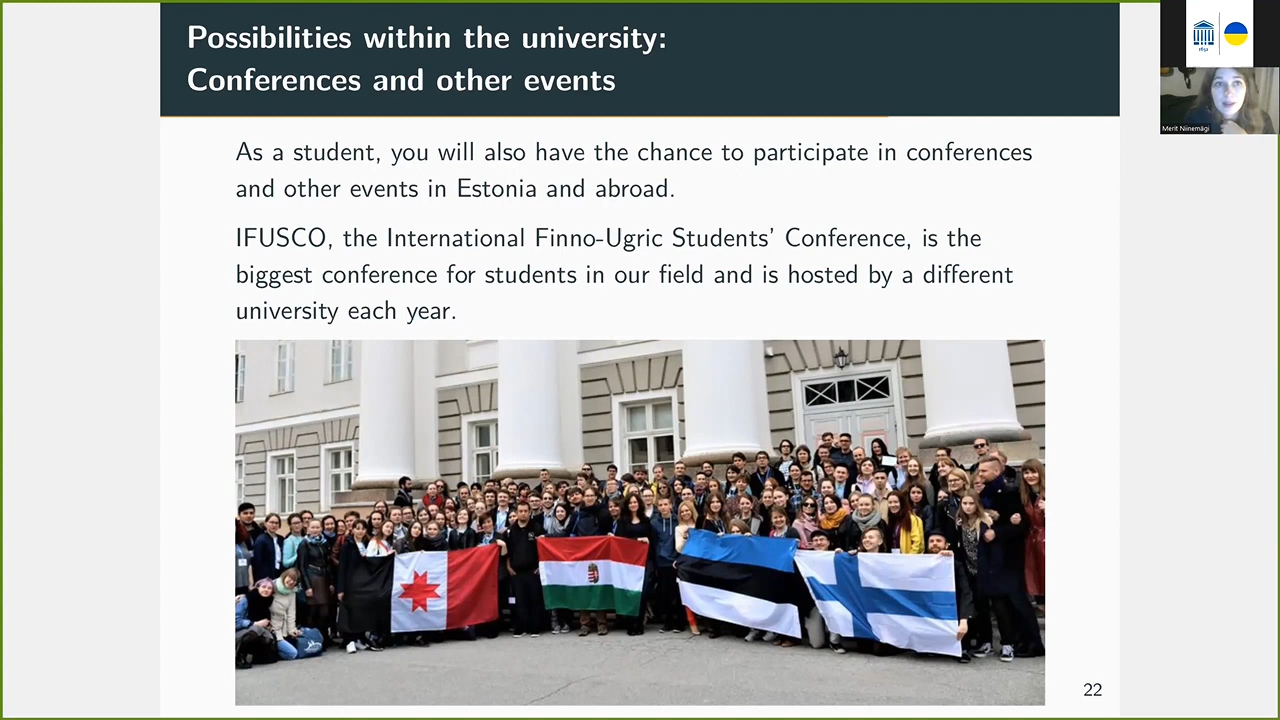 Possibilities within the university:
Conferences and other events
As a student, you will also have the chance to participate in conferences
and other events in Estonia and abroad.
IFUSCO, the International Finno-Ugric Students' Conference, is the
biggest conference for students in our field and is hosted by a different
university each year.
22
1632
Merit Niinemägi